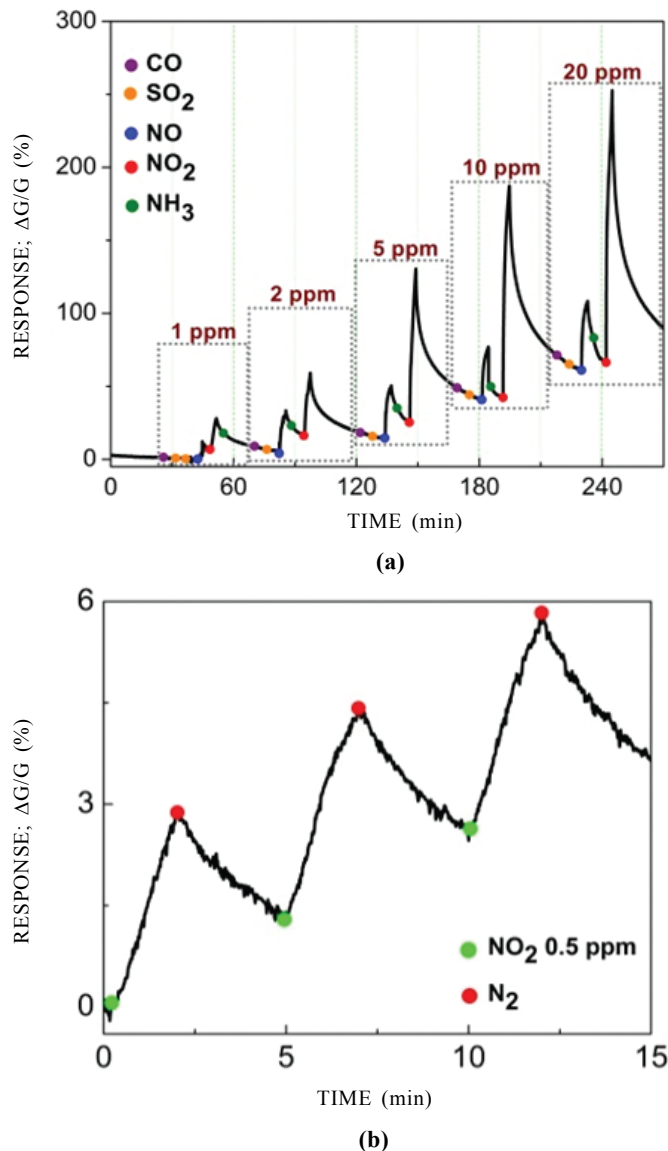 300
200
100
0
RESPONSE; ΔG/G (%)
CO
SO2
NO
NO2
NH3
1 ppm
2 ppm
5 ppm
10 ppm
20 ppm
0 60 120 180 240
TIME (min)
(a)
6
3
0
RESPONSE; ΔG/G (%)
NO2 0.5 ppm
N2
0 5 10 15
TIME (min)
(b)